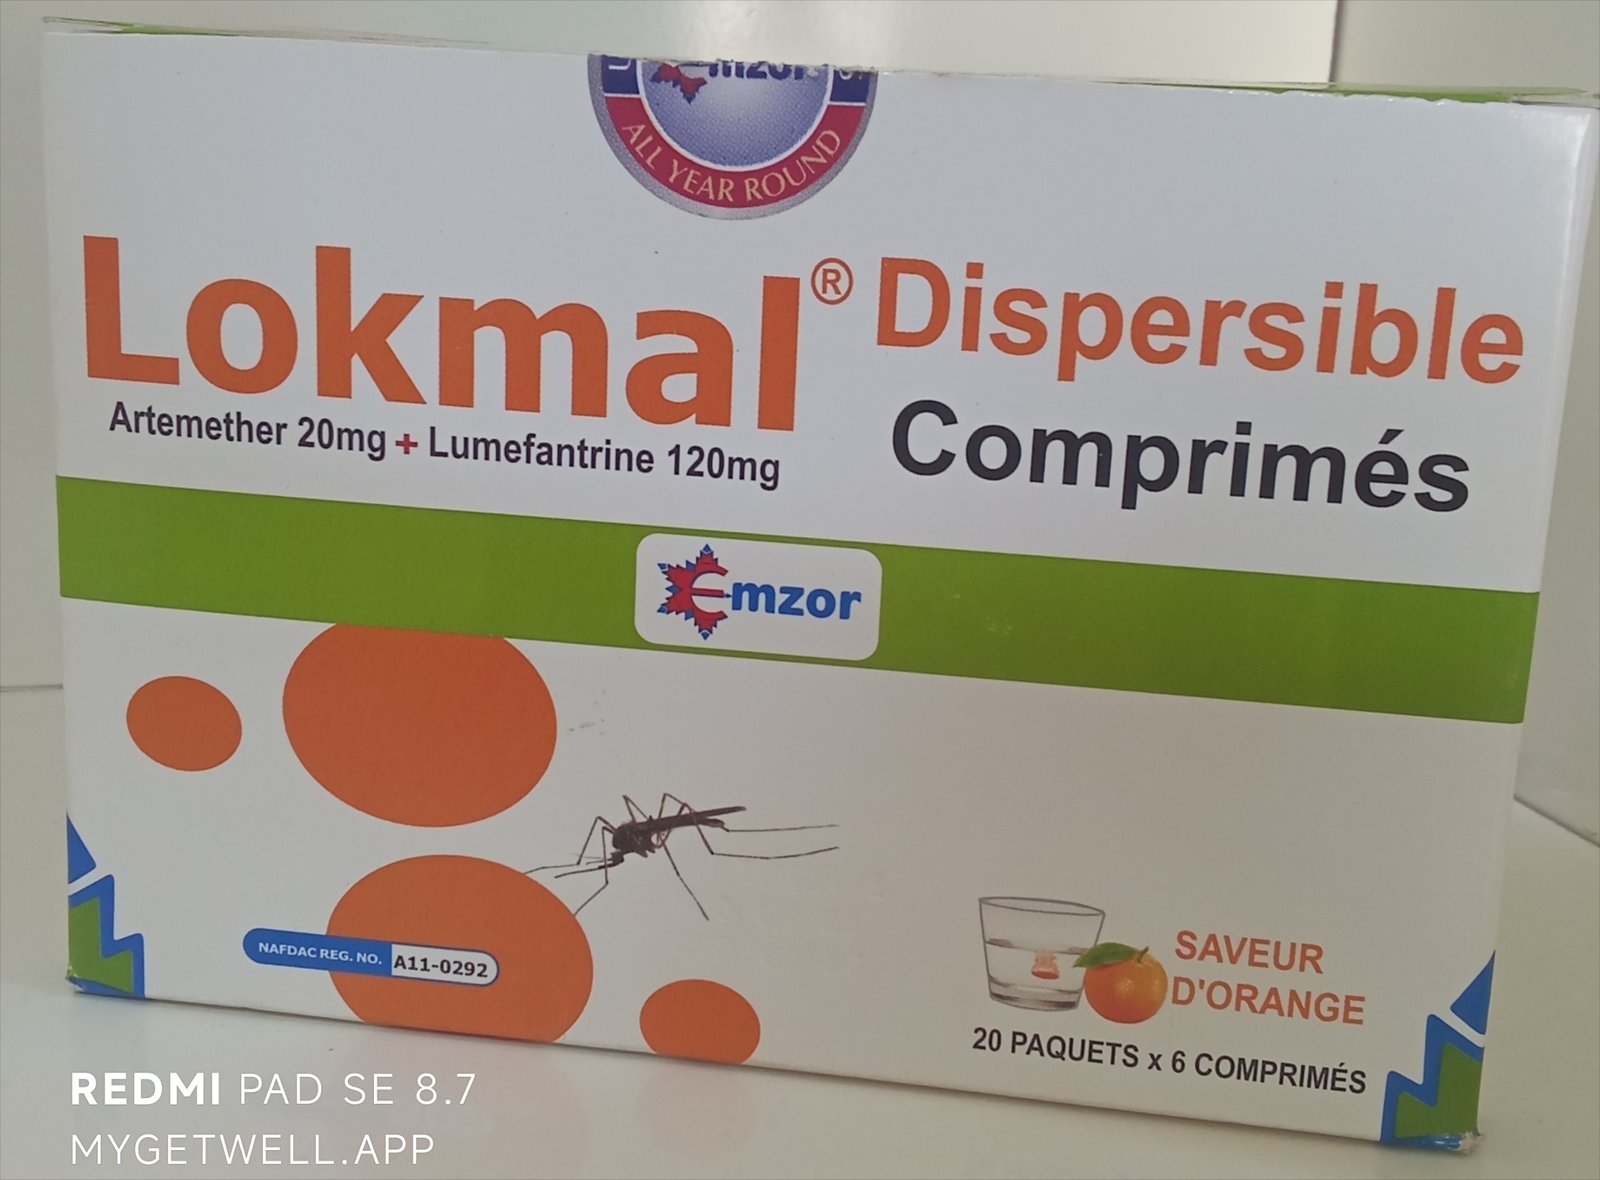 Emzor
ALL YEAR ROUND
Lokmal® Dispersible
Comprimés
Artemether 20mg + Lumefantrine 120mg
Emzor
NAFDAC REG. NO. A11-0292
SAVEUR
D'ORANGE
20 PAQUETS x 6 COMPRIMÉS
REDMI PAD SE 8.7
MYGETWELL.APP